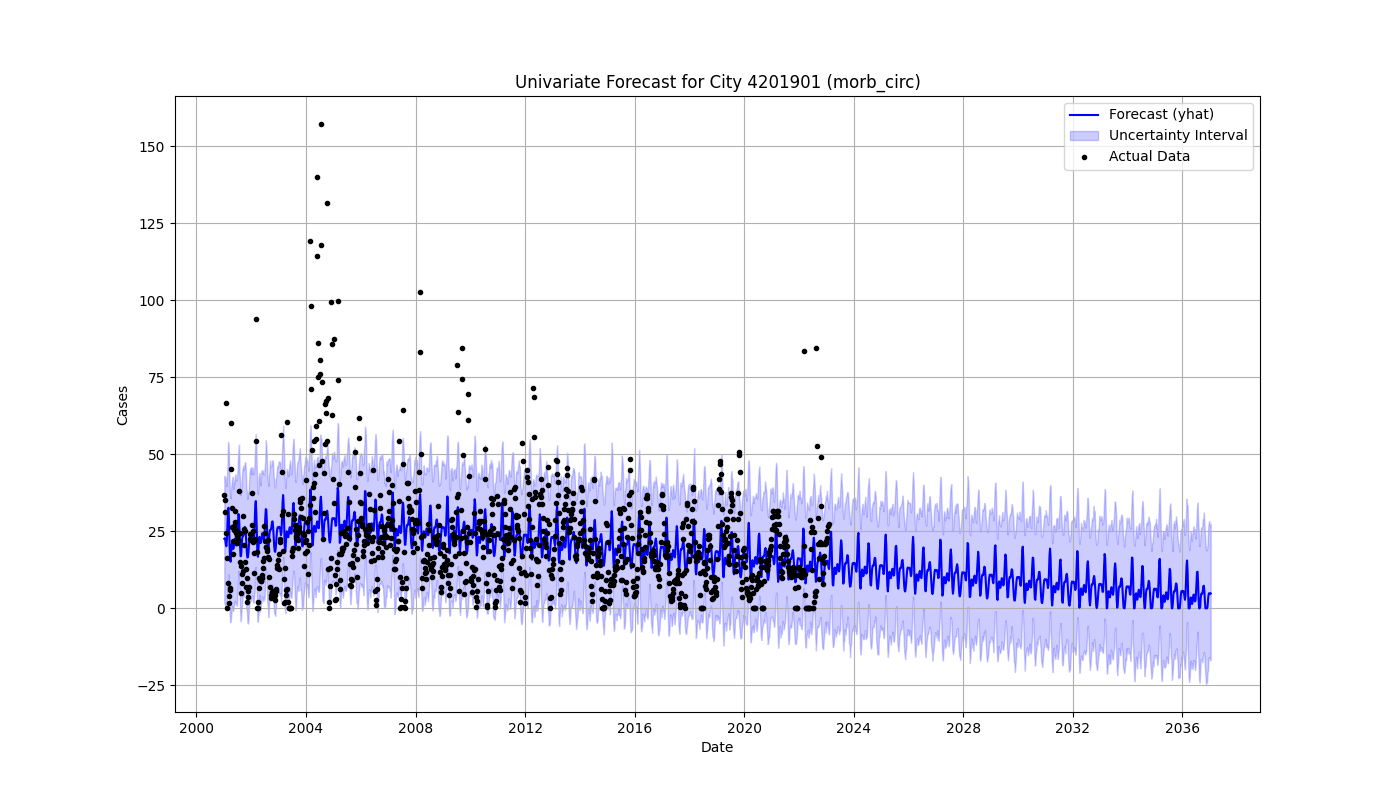 Univariate Forecast for City 4201901 (morb_circ)
Forecast (yhat)
Uncertainty Interval
Actual Data
Cases
150
125
100
75
50
25
0
−25
2000 2004 2008 2012 2016 2020 2024 2028 2032 2036
Date